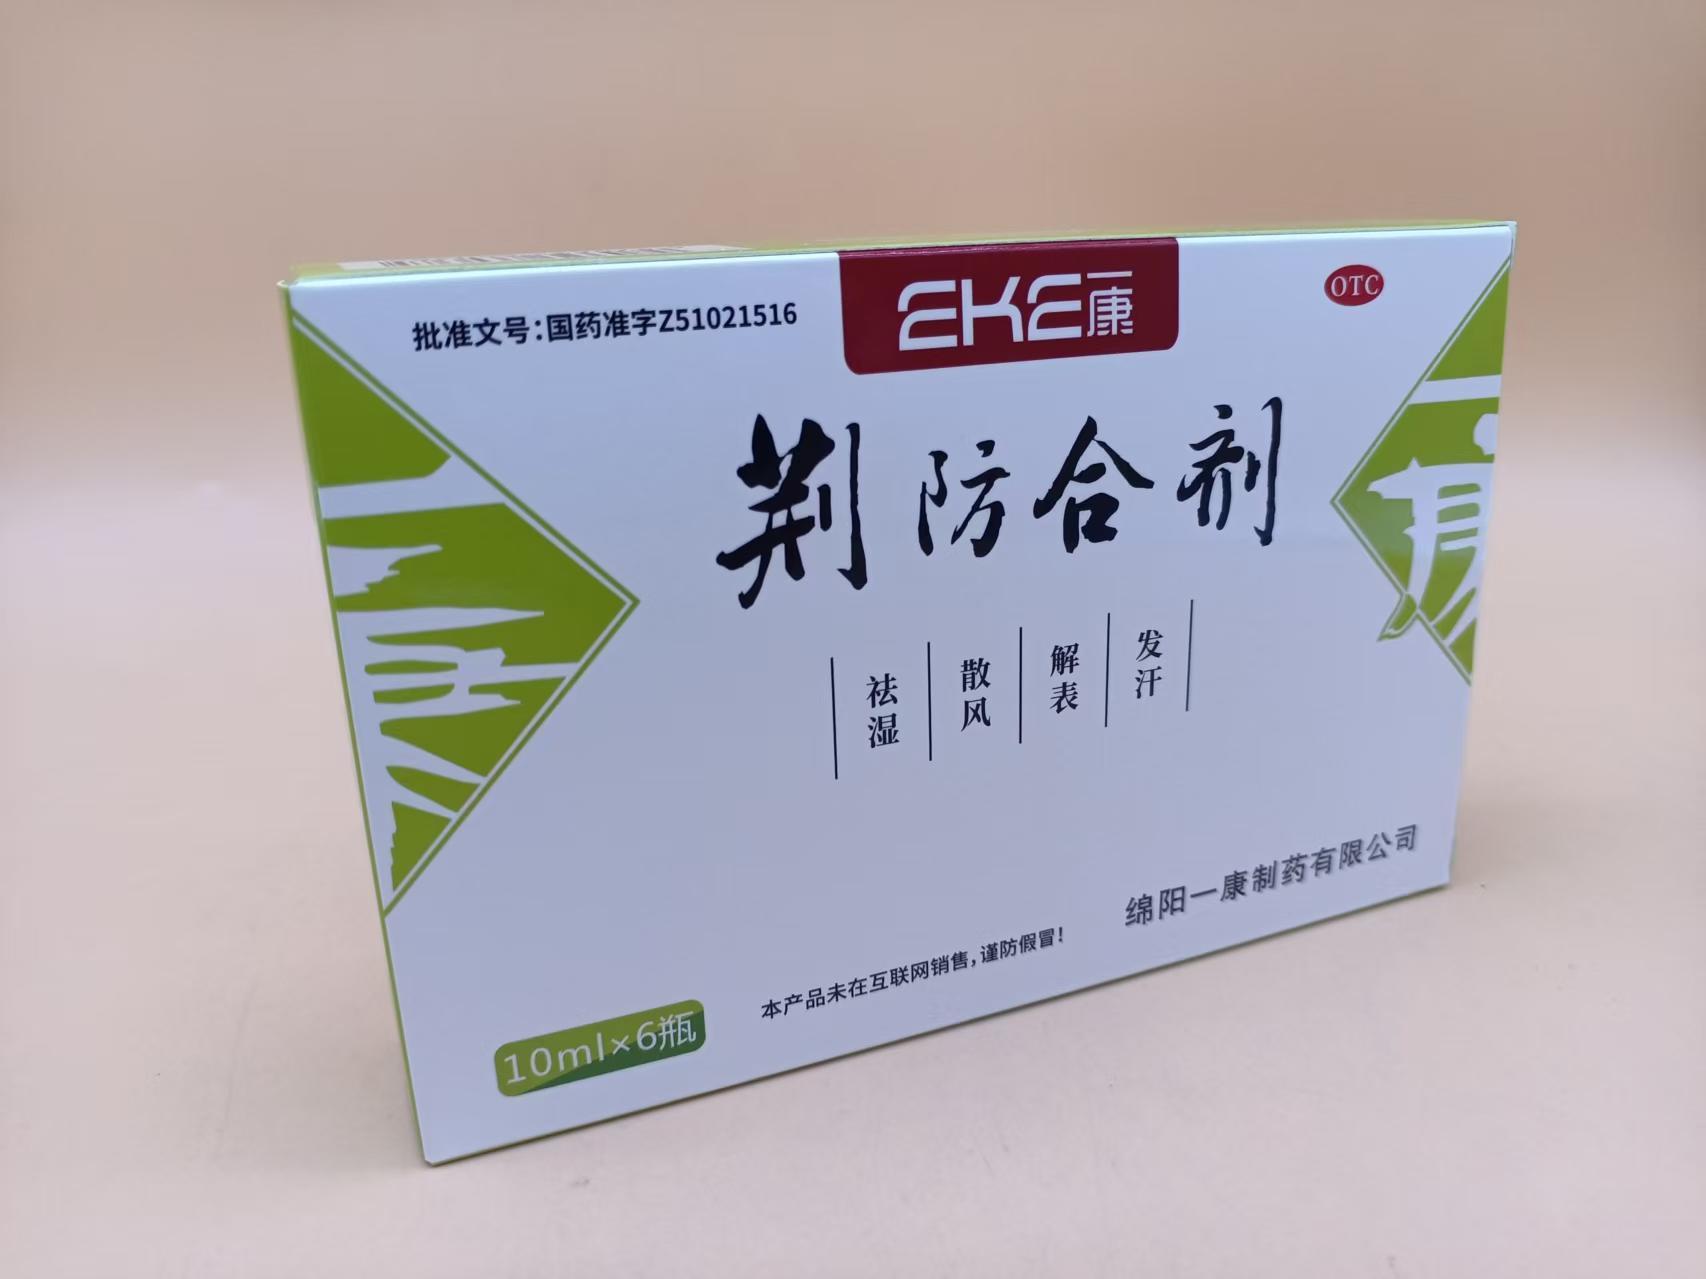 批准文号：国药准字Z51021516
EKE一康
OTC
荆防合剂
发汗
解表
散风
祛湿
绵阳一康制药有限公司
本产品未在互联网销售，谨防假冒！
10ml×6瓶